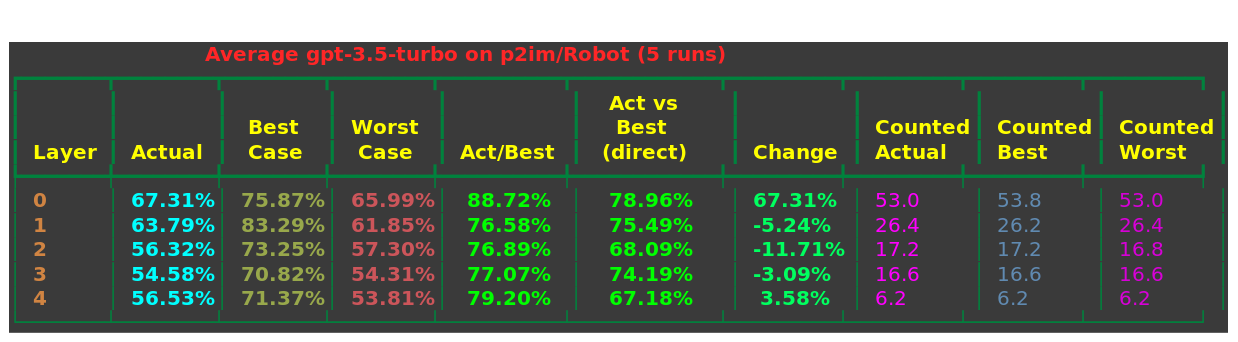 Average gpt-3.5-turbo on p2im/Robot (5 runs)
Act vs
Best Worst Best Counted Counted Counted
Layer Actual Case Case Act/Best (direct) Change Actual Best Worst
0 67.31% 75.87% 65.99% 88.72% 78.96% 67.31% 53.0 53.8 53.0
1 63.79% 83.29% 61.85% 76.58% 75.49% -5.24% 26.4 26.2 26.4
2 56.32% 73.25% 57.30% 76.89% 68.09% -11.71% 17.2 17.2 16.8
3 54.58% 70.82% 54.31% 77.07% 74.19% -3.09% 16.6 16.6 16.6
4 56.53% 71.37% 53.81% 79.20% 67.18% 3.58% 6.2 6.2 6.2